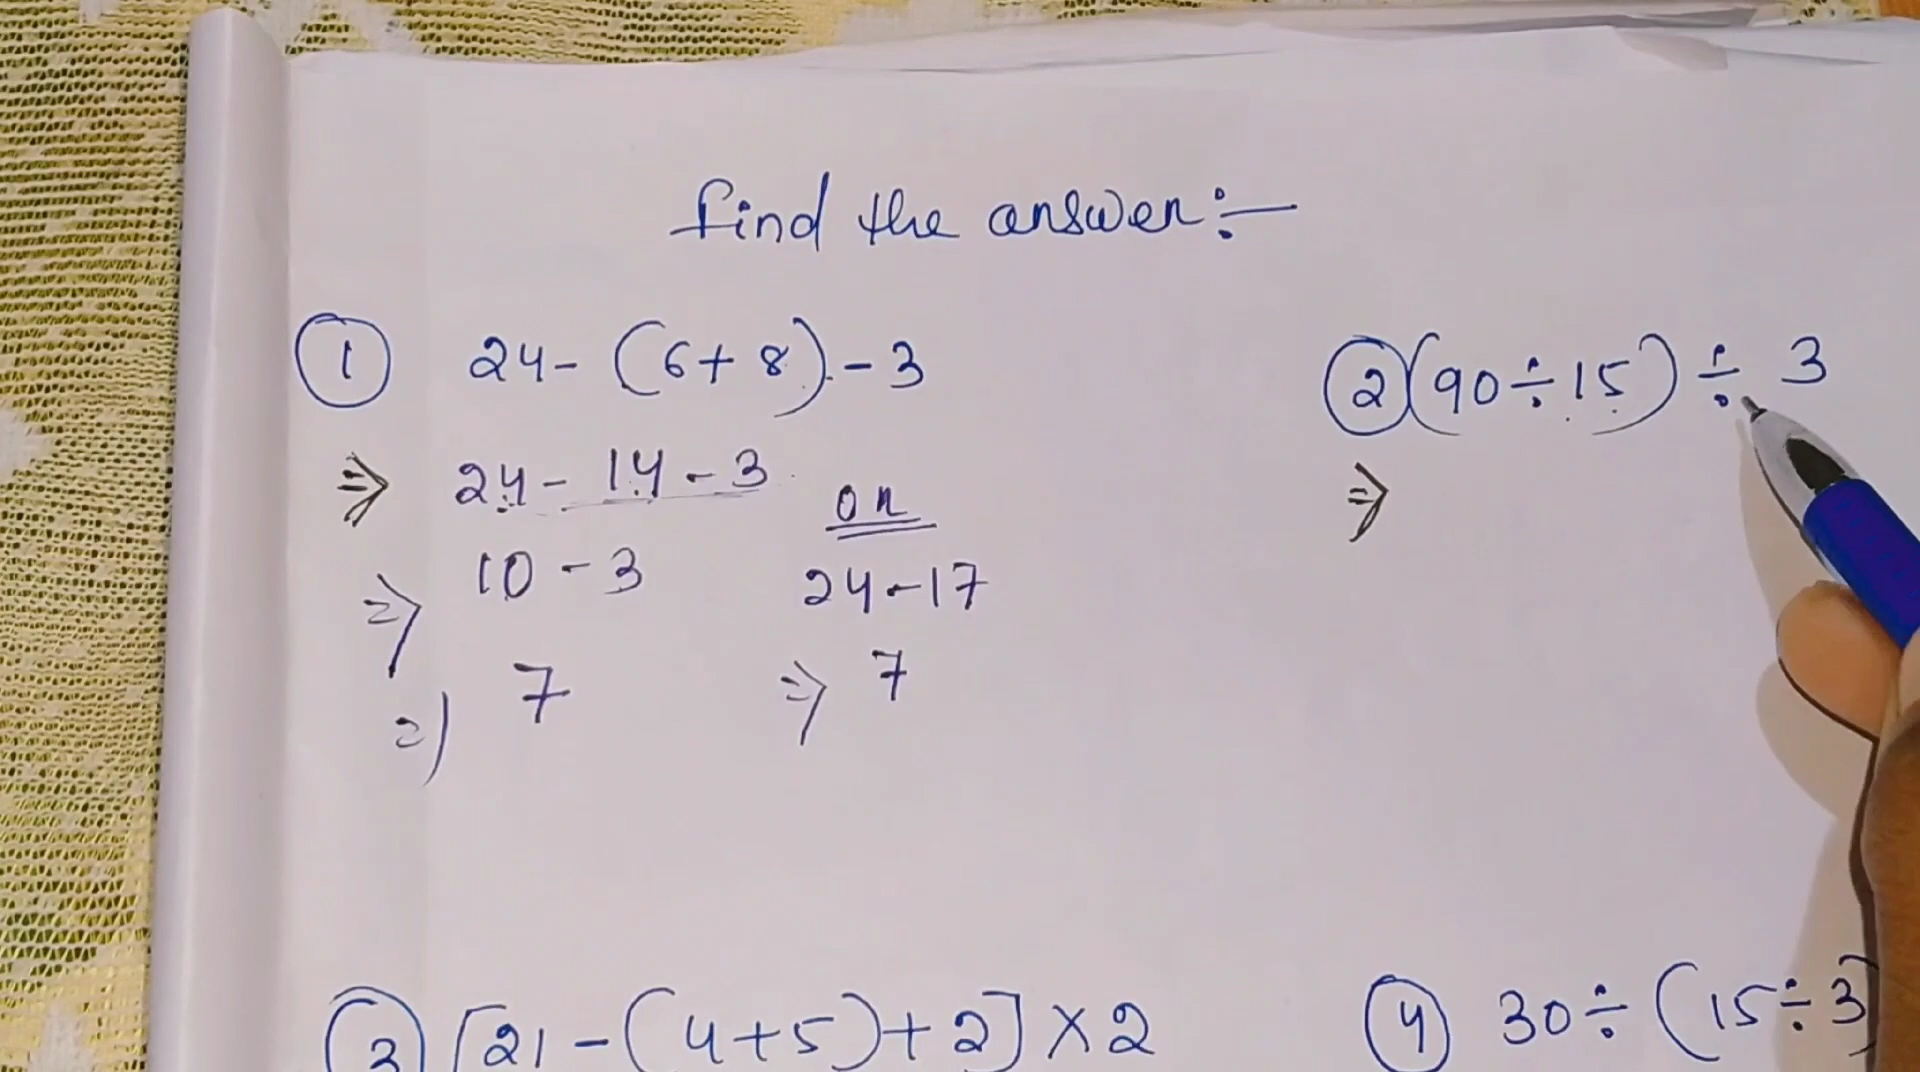 find the answer:-
① 24- (6+8)-3
⇒ 24- 14-3
or
⇒ 10-3
24-17
⇒ 7
⇒ 7
② (90÷15) ÷ 3
⇒
③ [21-(4+5)+2]×2
④ 30÷(15÷3)